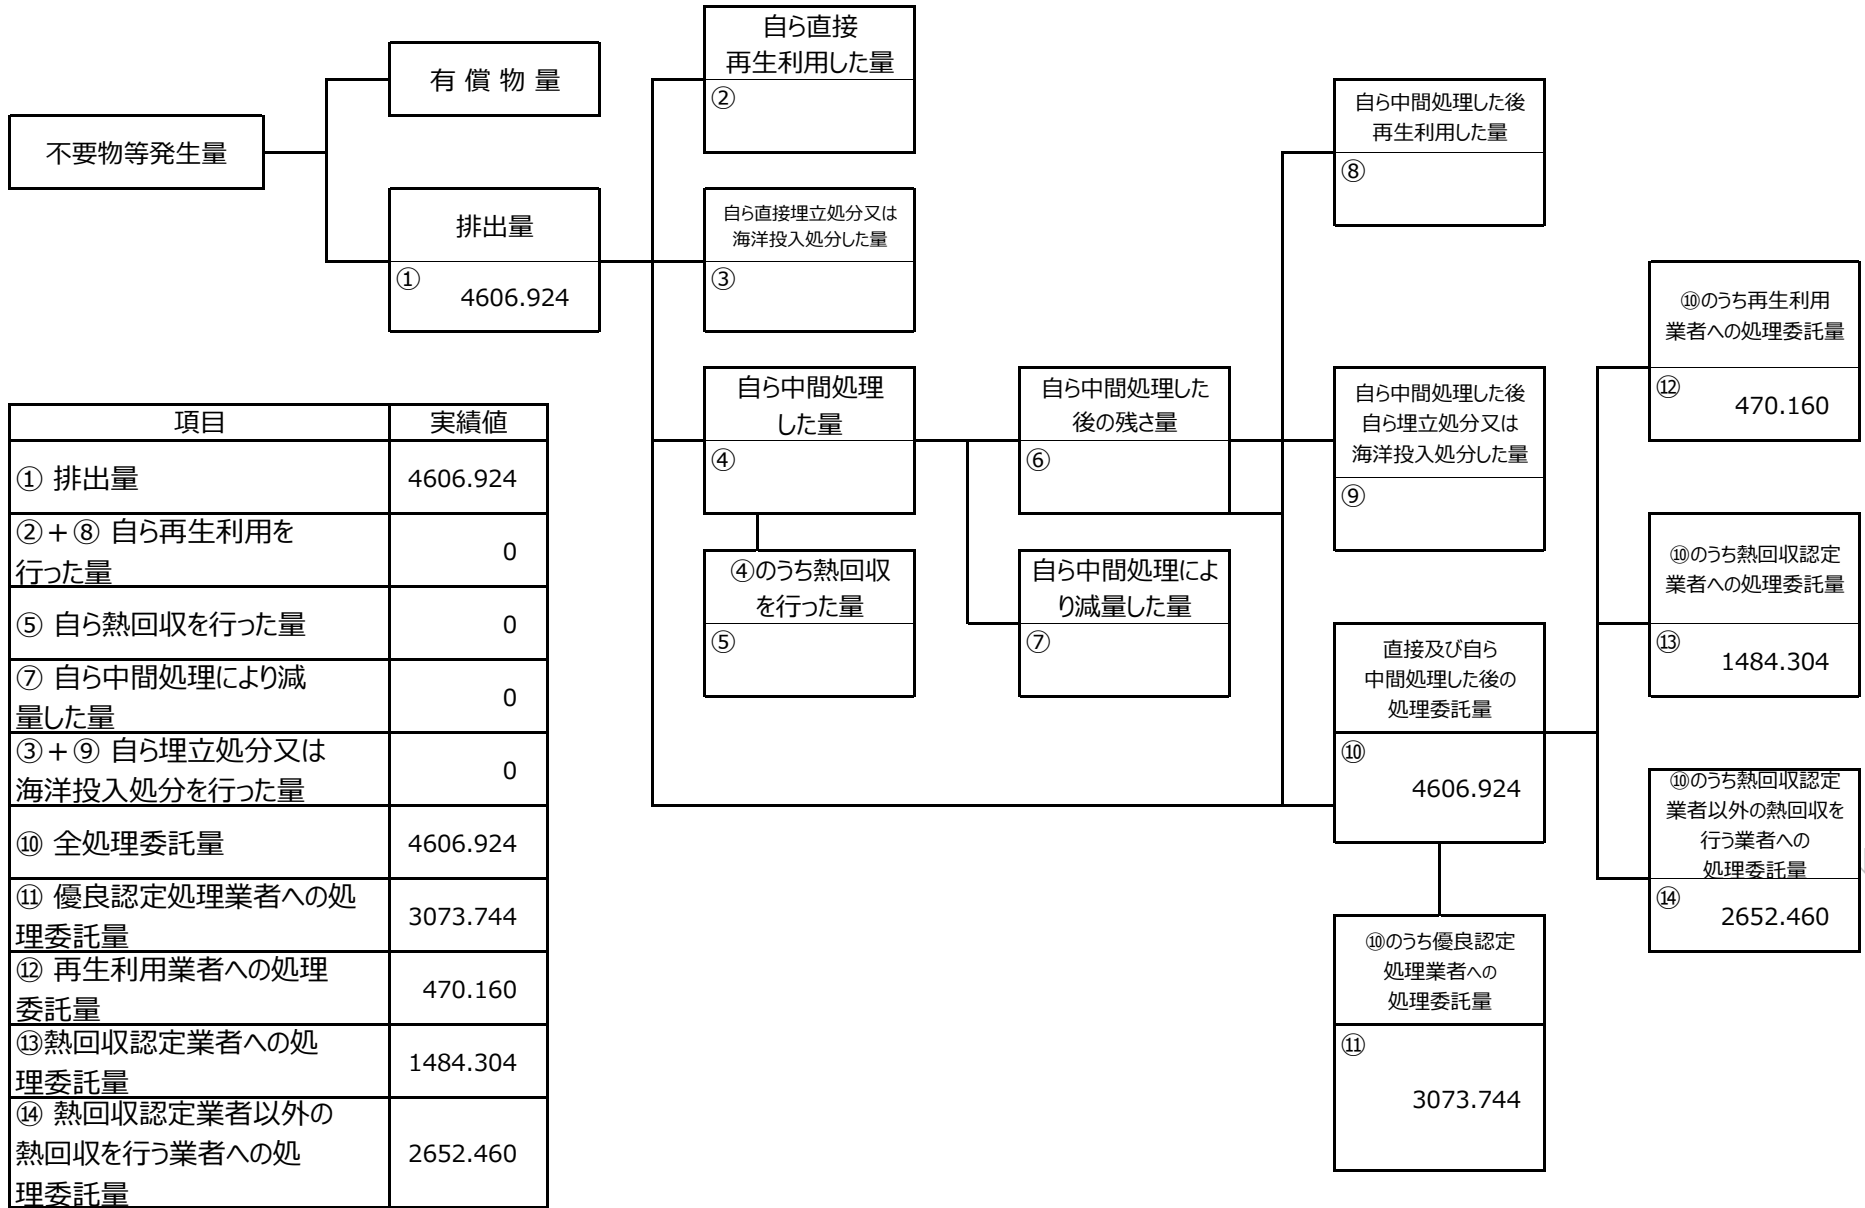 不要物等発生量
有 償 物 量
排出量
①
4606.924
自ら直接
再生利用した量
②
自ら直接埋立処分又は
海洋投入処分した量
③
自ら中間処理
した量
④
④のうち熱回収
を行った量
⑤
自ら中間処理した
後の残さ量
⑥
自ら中間処理によ
り減量した量
⑦
自ら中間処理した後
再生利用した量
⑧
自ら中間処理した後
自ら埋立処分又は
海洋投入処分した量
⑨
直接及び自ら
中間処理した後の
処理委託量
⑩
4606.924
⑩のうち優良認定
処理業者への
処理委託量
⑪
3073.744
⑩のうち再生利用
業者への処理委託量
⑫
470.160
⑩のうち熱回収認定
業者への処理委託量
⑬
1484.304
⑩のうち熱回収認定
業者以外の熱回収を
行う業者への
処理委託量
⑭
2652.460
項目 実績値
① 排出量 4606.924
②+⑧ 自ら再生利用を
行った量 0
⑤ 自ら熱回収を行った量 0
⑦ 自ら中間処理により減
量した量 0
③+⑨ 自ら埋立処分又は
海洋投入処分を行った量 0
⑩ 全処理委託量 4606.924
⑪ 優良認定処理業者への処
理委託量 3073.744
⑫ 再生利用業者への処理
委託量 470.160
⑬熱回収認定業者への処
理委託量 1484.304
⑭ 熱回収認定業者以外の
熱回収を行う業者への処
理委託量 2652.460